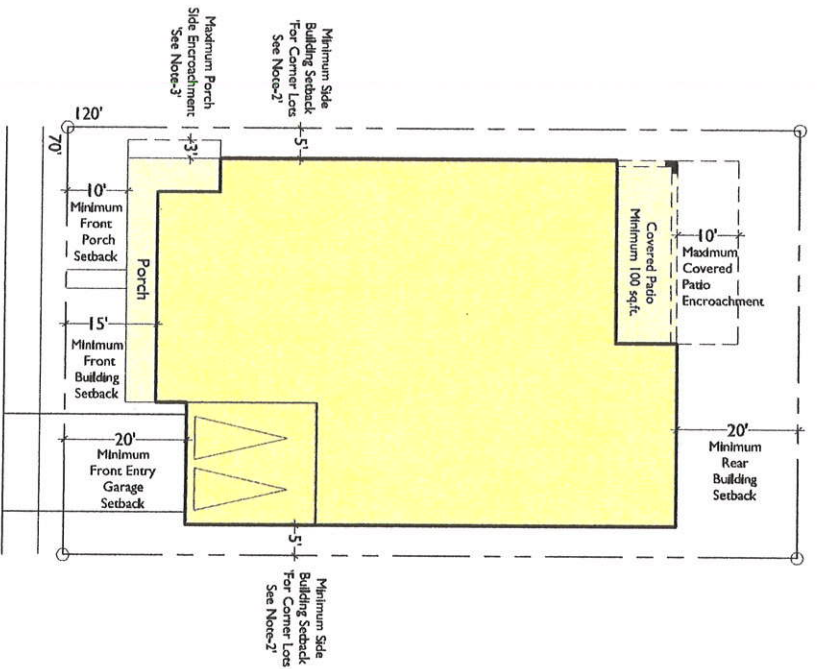 Maximum Porch
Side Encroachment
'See Note-3'
Minimum Side
Building Setback
'For Corner Lots
See Note-2'
120'
70'
3'
5'
10'
Minimum
Front
Porch
Setback
Porch
15'
Minimum
Front
Building
Setback
20'
Minimum
Front Entry
Garage
Setback
Covered Patio
Minimum 100 sq.ft.
10'
Maximum
Covered
Patio
Encroachment
20'
Minimum
Rear
Building
Setback
5'
Minimum Side
Building Setback
'For Corner Lots
See Note-2'